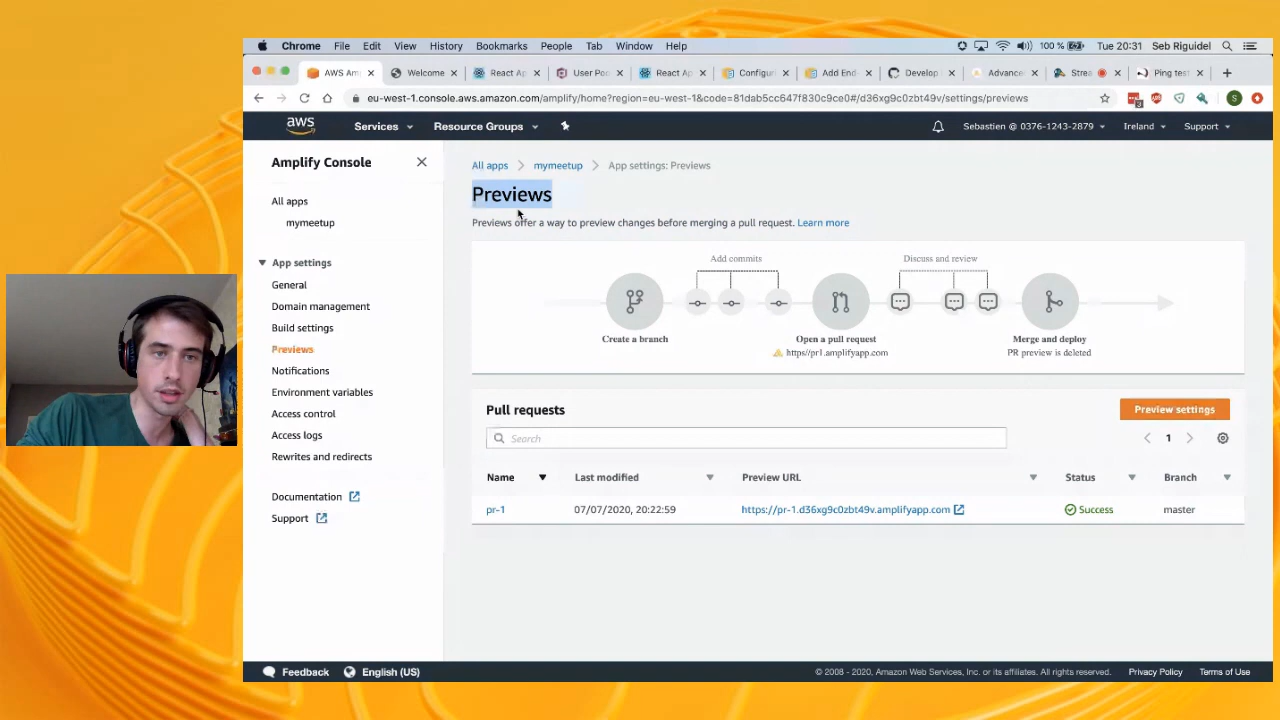 Chrome File Edit View History Bookmarks People Tab Window Help 100 % Tue 20:31 Seb Riguidel
AWS Am Welcome React Ap User Poo React Ap Configur Add End Develop Advance Strea Ping test
eu-west-1.console.aws.amazon.com/amplify/home?region=eu-west-1&code=81dab5cc647f830c9ce0#/d36xg9c0zbt49v/settings/previews
aws Services Resource Groups Sebastien @ 0376-1243-2879 Ireland Support
Amplify Console
All apps
mymeetup
App settings
General
Domain management
Build settings
Previews
Notifications
Environment variables
Access control
Access logs
Rewrites and redirects
Documentation
Support
All apps mymeetup App settings: Previews
Previews
Previews offer a way to preview changes before merging a pull request. Learn more
Add commits Discuss and review
Create a branch Open a pull request Merge and deploy
https//pr1.amplifyapp.com PR preview is deleted
Pull requests Preview settings
Search 1
Name Last modified Preview URL Status Branch
pr-1 07/07/2020, 20:22:59 https://pr-1.d36xg9c0zbt49v.amplifyapp.com Success master
Feedback English (US) © 2008 - 2020, Amazon Web Services, Inc. or its affiliates. All rights reserved. Privacy Policy Terms of Use